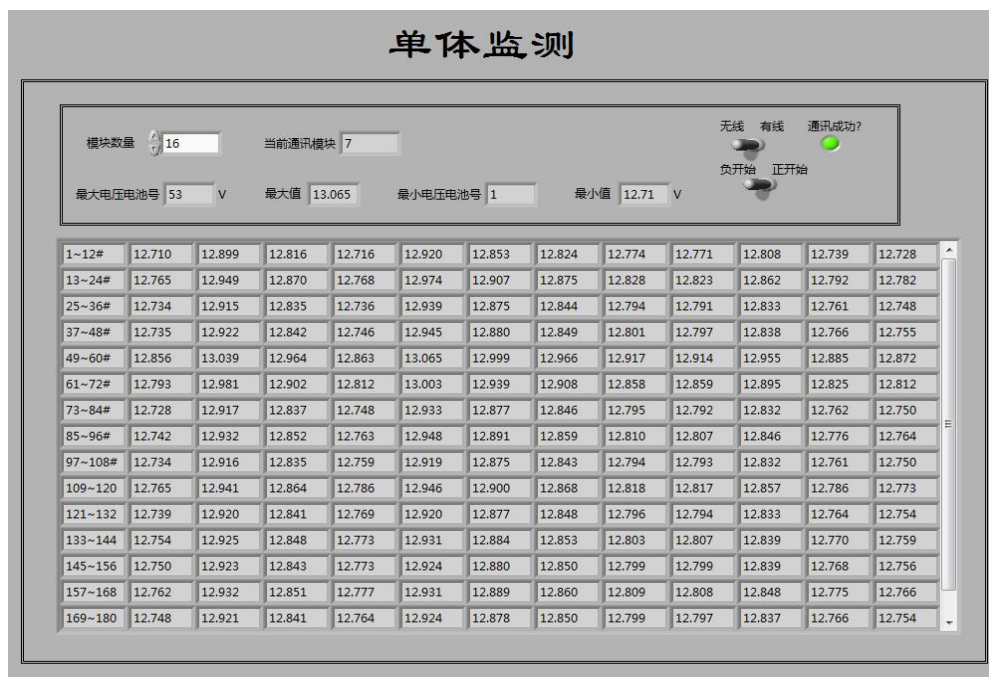 单体监测
无线 有线 通讯成功?
模块数量 16 当前通讯模块 7
负开始 正开始
最大电压电池号 53 V 最大值 13.065 最小电压电池号 1 最小值 12.71 V
1~12# 12.710 12.899 12.816 12.716 12.920 12.853 12.824 12.774 12.771 12.808 12.739 12.728
13~24# 12.765 12.949 12.870 12.768 12.974 12.907 12.875 12.828 12.823 12.862 12.792 12.782
25~36# 12.734 12.915 12.835 12.736 12.939 12.875 12.844 12.794 12.791 12.833 12.761 12.748
37~48# 12.735 12.922 12.842 12.746 12.945 12.880 12.849 12.801 12.797 12.838 12.766 12.755
49~60# 12.856 13.039 12.964 12.863 13.065 12.999 12.966 12.917 12.914 12.955 12.885 12.872
61~72# 12.793 12.981 12.902 12.812 13.003 12.939 12.908 12.858 12.859 12.895 12.825 12.812
73~84# 12.728 12.917 12.837 12.748 12.933 12.877 12.846 12.795 12.792 12.832 12.762 12.750
85~96# 12.742 12.932 12.852 12.763 12.948 12.891 12.859 12.810 12.807 12.846 12.776 12.764
97~108# 12.734 12.916 12.835 12.759 12.919 12.875 12.843 12.794 12.793 12.832 12.761 12.750
109~120 12.765 12.941 12.864 12.786 12.946 12.900 12.868 12.818 12.817 12.857 12.786 12.773
121~132 12.739 12.920 12.841 12.769 12.920 12.877 12.848 12.796 12.794 12.833 12.764 12.754
133~144 12.754 12.925 12.848 12.773 12.931 12.884 12.853 12.803 12.807 12.839 12.770 12.759
145~156 12.750 12.923 12.843 12.773 12.924 12.880 12.850 12.799 12.799 12.839 12.768 12.756
157~168 12.762 12.932 12.851 12.777 12.931 12.889 12.860 12.809 12.808 12.848 12.775 12.766
169~180 12.748 12.921 12.841 12.764 12.924 12.878 12.850 12.799 12.797 12.837 12.766 12.754